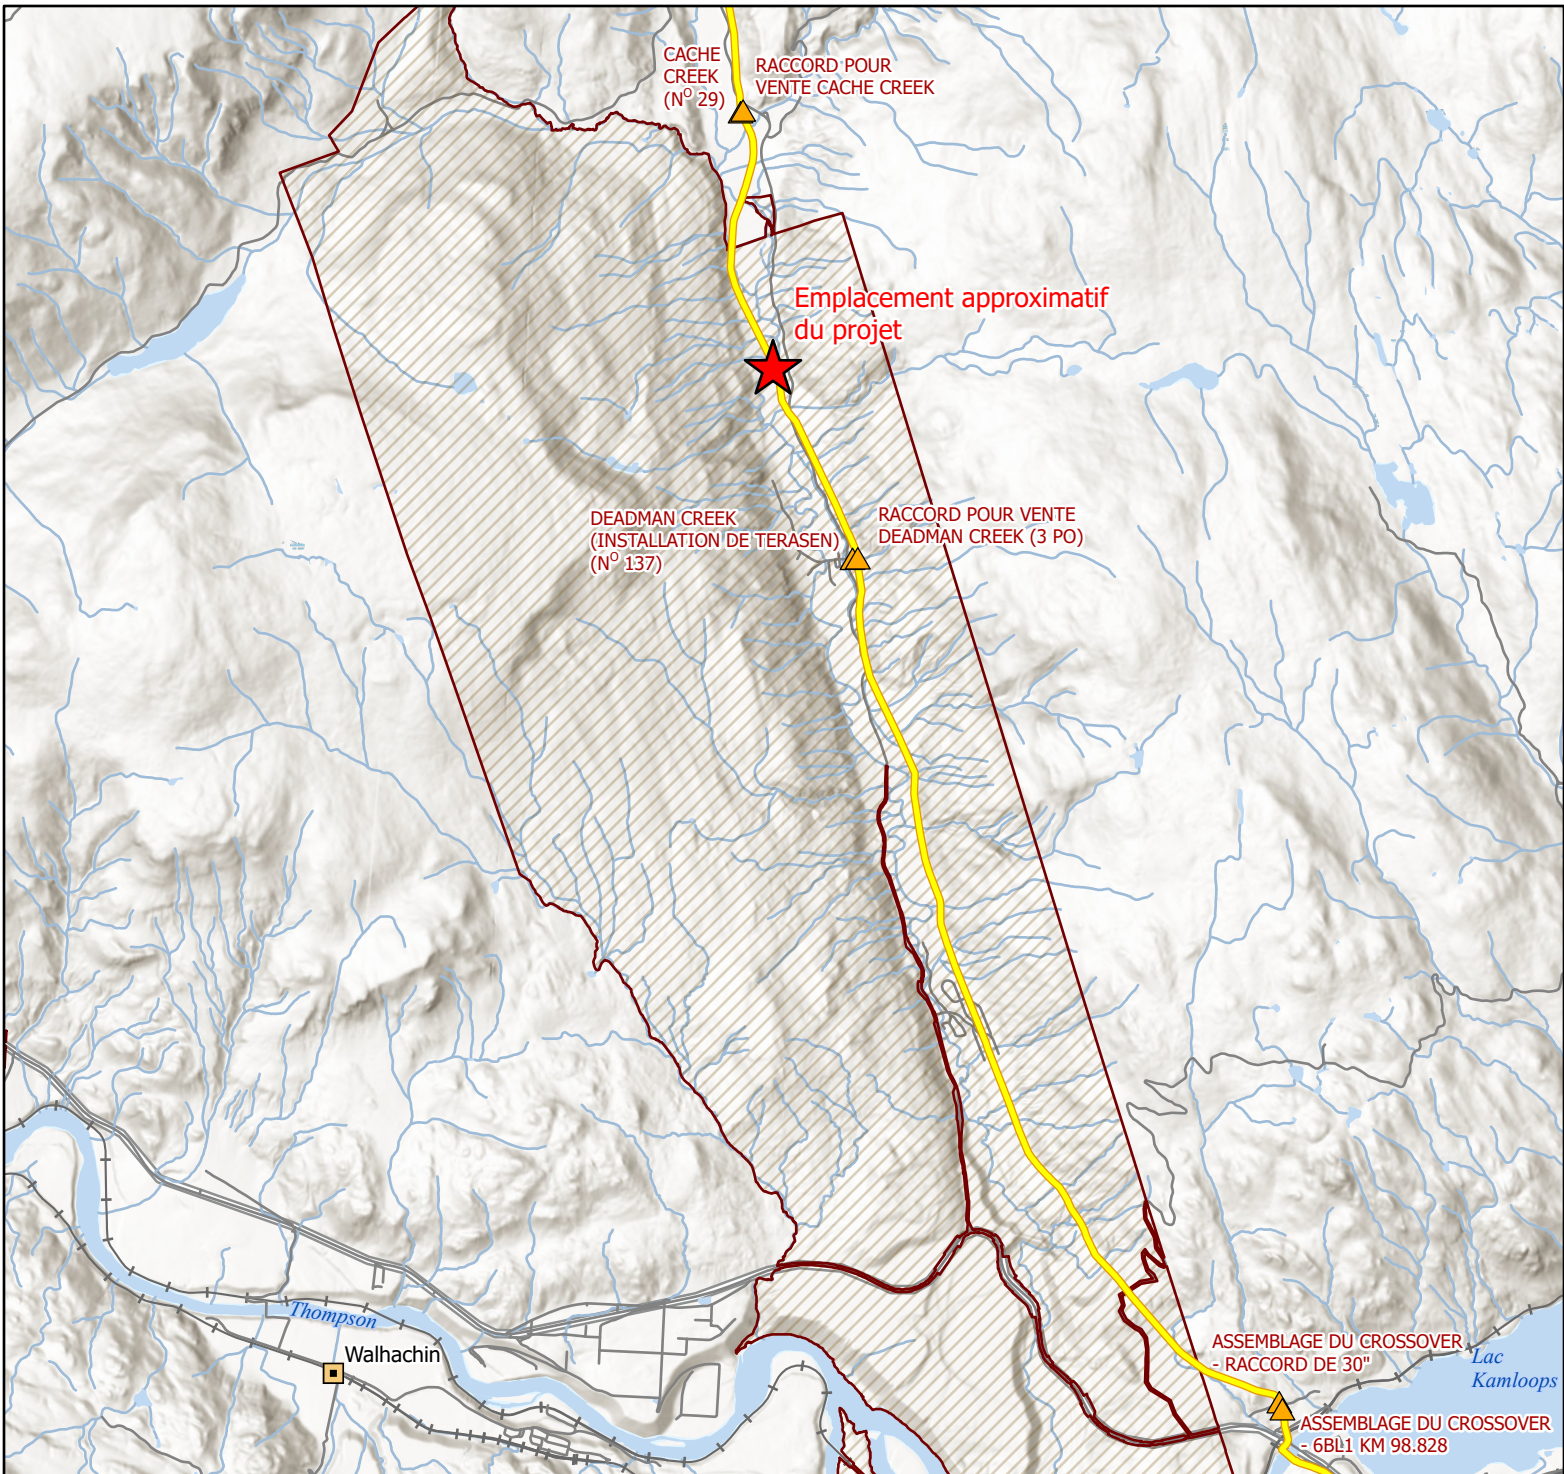 CACHE
CREEK
(Nº 29)
RACCORD POUR
VENTE CACHE CREEK
Emplacement approximatif
du projet
DEADMAN CREEK
(INSTALLATION DE TERASEN)
(Nº 137)
RACCORD POUR VENTE
DEADMAN CREEK (3 PO)
Thompson
Walhachin
ASSEMBLAGE DU CROSSOVER
- RACCORD DE 30"
Lac
Kamloops
ASSEMBLAGE DU CROSSOVER
- 6BL1 KM 98.828